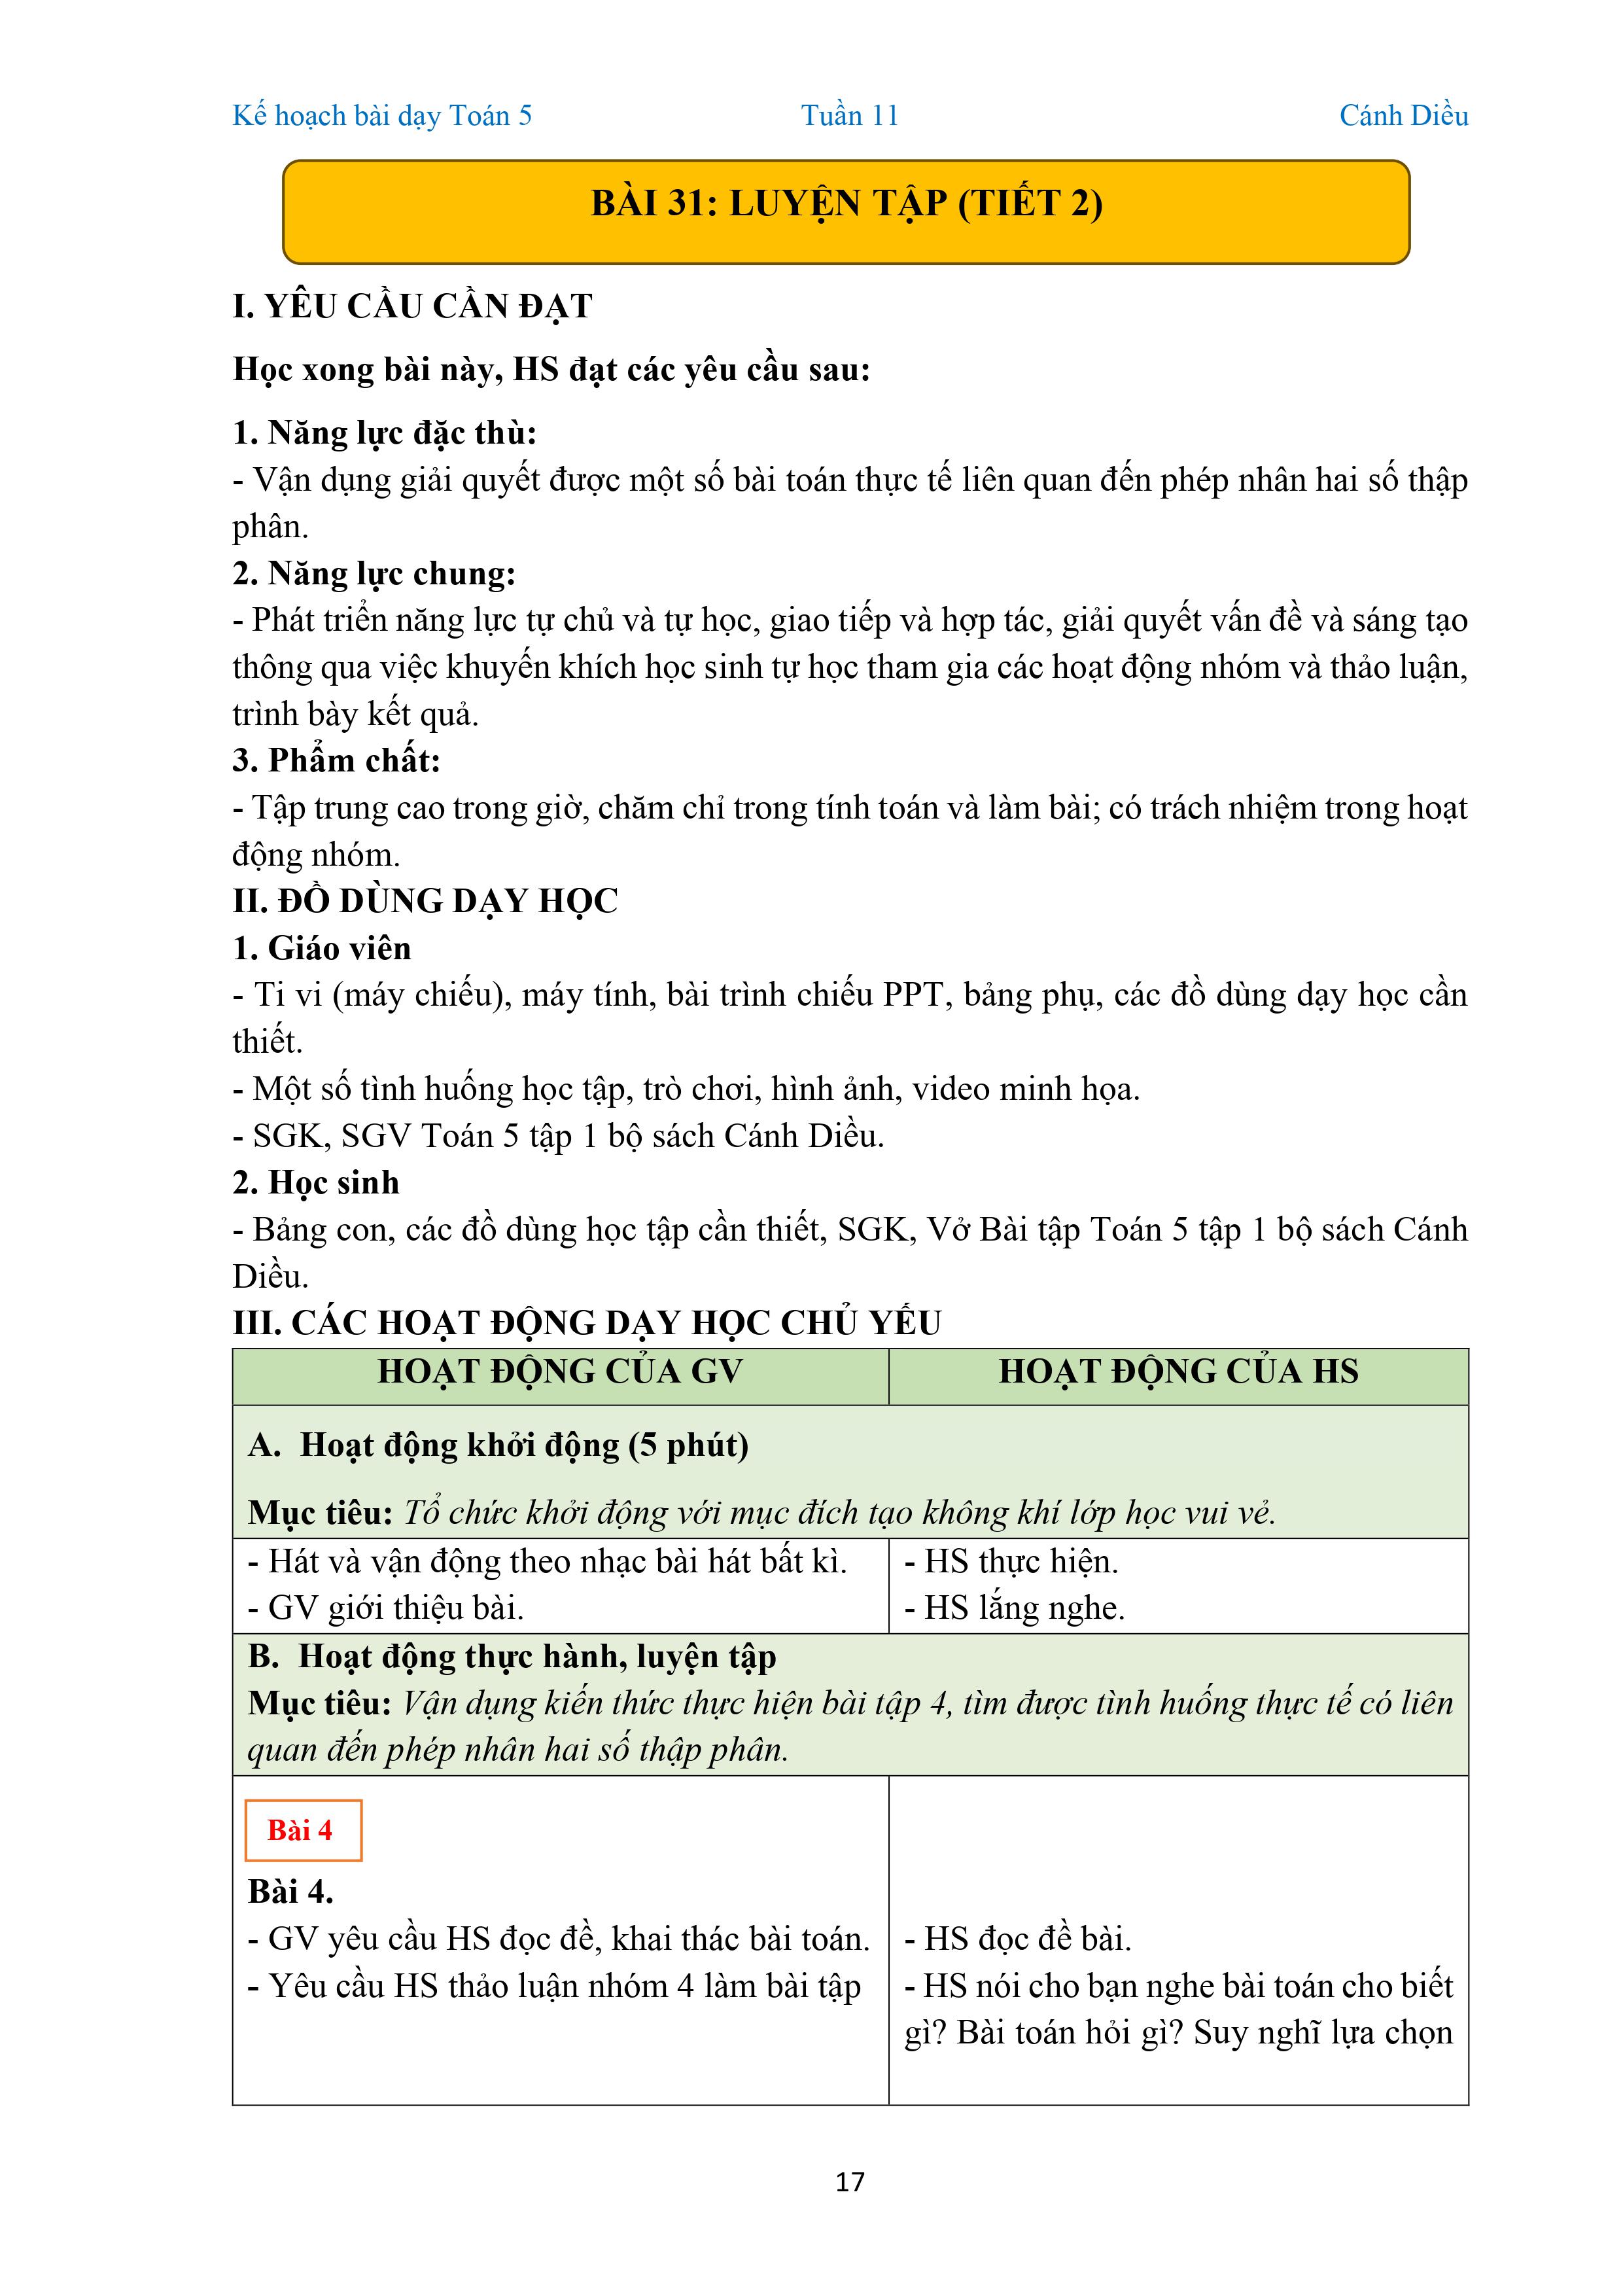 Kế hoạch bài dạy Toán 5 Tuần 11 Cánh Diều
BÀI 31: LUYỆN TẬP (TIẾT 2)
I. YÊU CẦU CẦN ĐẠT
Học xong bài này, HS đạt các yêu cầu sau:
1. Năng lực đặc thù:
- Vận dụng giải quyết được một số bài toán thực tế liên quan đến phép nhân hai số thập
phân.
2. Năng lực chung:
- Phát triển năng lực tự chủ và tự học, giao tiếp và hợp tác, giải quyết vấn đề và sáng tạo
thông qua việc khuyến khích học sinh tự học tham gia các hoạt động nhóm và thảo luận,
trình bày kết quả.
3. Phẩm chất:
- Tập trung cao trong giờ, chăm chỉ trong tính toán và làm bài; có trách nhiệm trong hoạt
động nhóm.
II. ĐỒ DÙNG DẠY HỌC
1. Giáo viên
- Ti vi (máy chiếu), máy tính, bài trình chiếu PPT, bảng phụ, các đồ dùng dạy học cần
thiết.
- Một số tình huống học tập, trò chơi, hình ảnh, video minh họa.
- SGK, SGV Toán 5 tập 1 bộ sách Cánh Diều.
2. Học sinh
- Bảng con, các đồ dùng học tập cần thiết, SGK, Vở Bài tập Toán 5 tập 1 bộ sách Cánh
Diều.
III. CÁC HOẠT ĐỘNG DẠY HỌC CHỦ YẾU
HOẠT ĐỘNG CỦA GV HOẠT ĐỘNG CỦA HS
A. Hoạt động khởi động (5 phút)
Mục tiêu: Tổ chức khởi động với mục đích tạo không khí lớp học vui vẻ.
- Hát và vận động theo nhạc bài hát bất kì.
- GV giới thiệu bài.
- HS thực hiện.
- HS lắng nghe.
B. Hoạt động thực hành, luyện tập
Mục tiêu: Vận dụng kiến thức thực hiện bài tập 4, tìm được tình huống thực tế có liên
quan đến phép nhân hai số thập phân.
Bài 4
Bài 4.
- GV yêu cầu HS đọc đề, khai thác bài toán.
- Yêu cầu HS thảo luận nhóm 4 làm bài tập
- HS đọc đề bài.
- HS nói cho bạn nghe bài toán cho biết
gì? Bài toán hỏi gì? Suy nghĩ lựa chọn
17